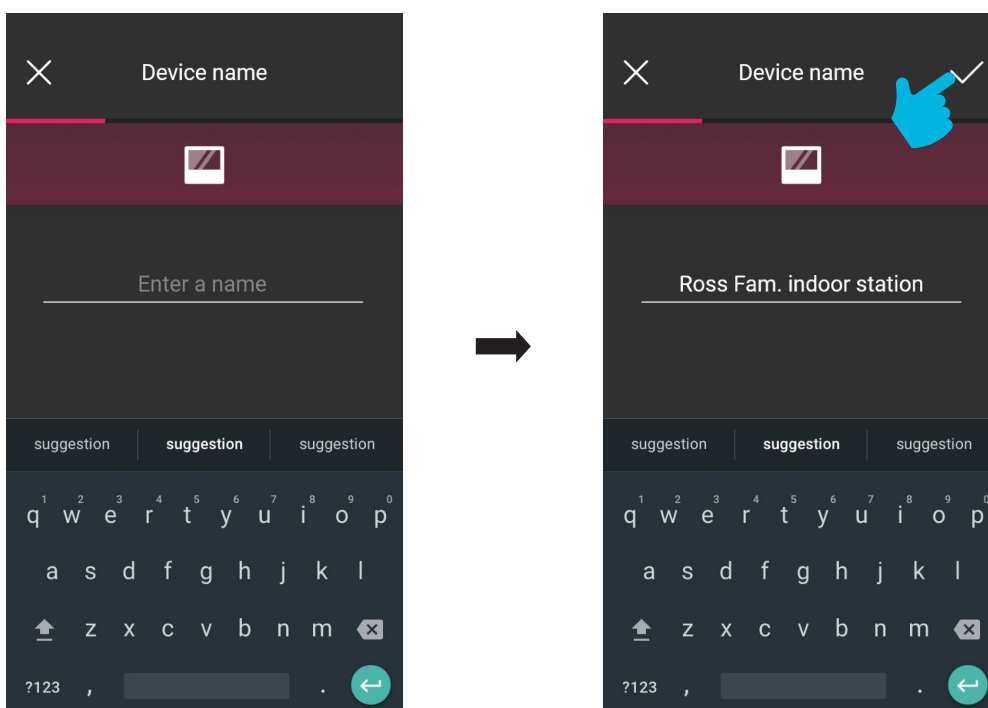 Device name
Enter a name
suggestion suggestion suggestion
1 2 3 4 5 6 7 8 9 0
q w e r t y u i o p
a s d f g h j k l
z x c v b n m
?123 , .
Device name
Ross Fam. indoor station
suggestion suggestion suggestion
1 2 3 4 5 6 7 8 9 0
q w e r t y u i o p
a s d f g h j k l
z x c v b n m
?123 , .